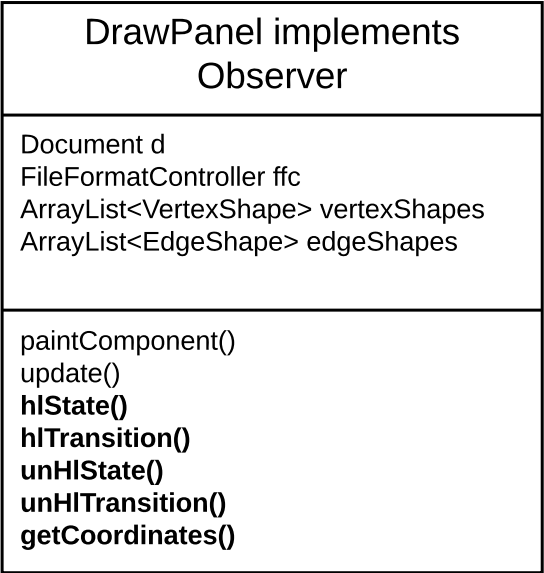 DrawPanel implements
Observer
Document d
FileFormatController ffc
ArrayList<VertexShape> vertexShapes
ArrayList<EdgeShape> edgeShapes
paintComponent()
update()
hlState()
hlTransition()
unHlState()
unHlTransition()
getCoordinates()